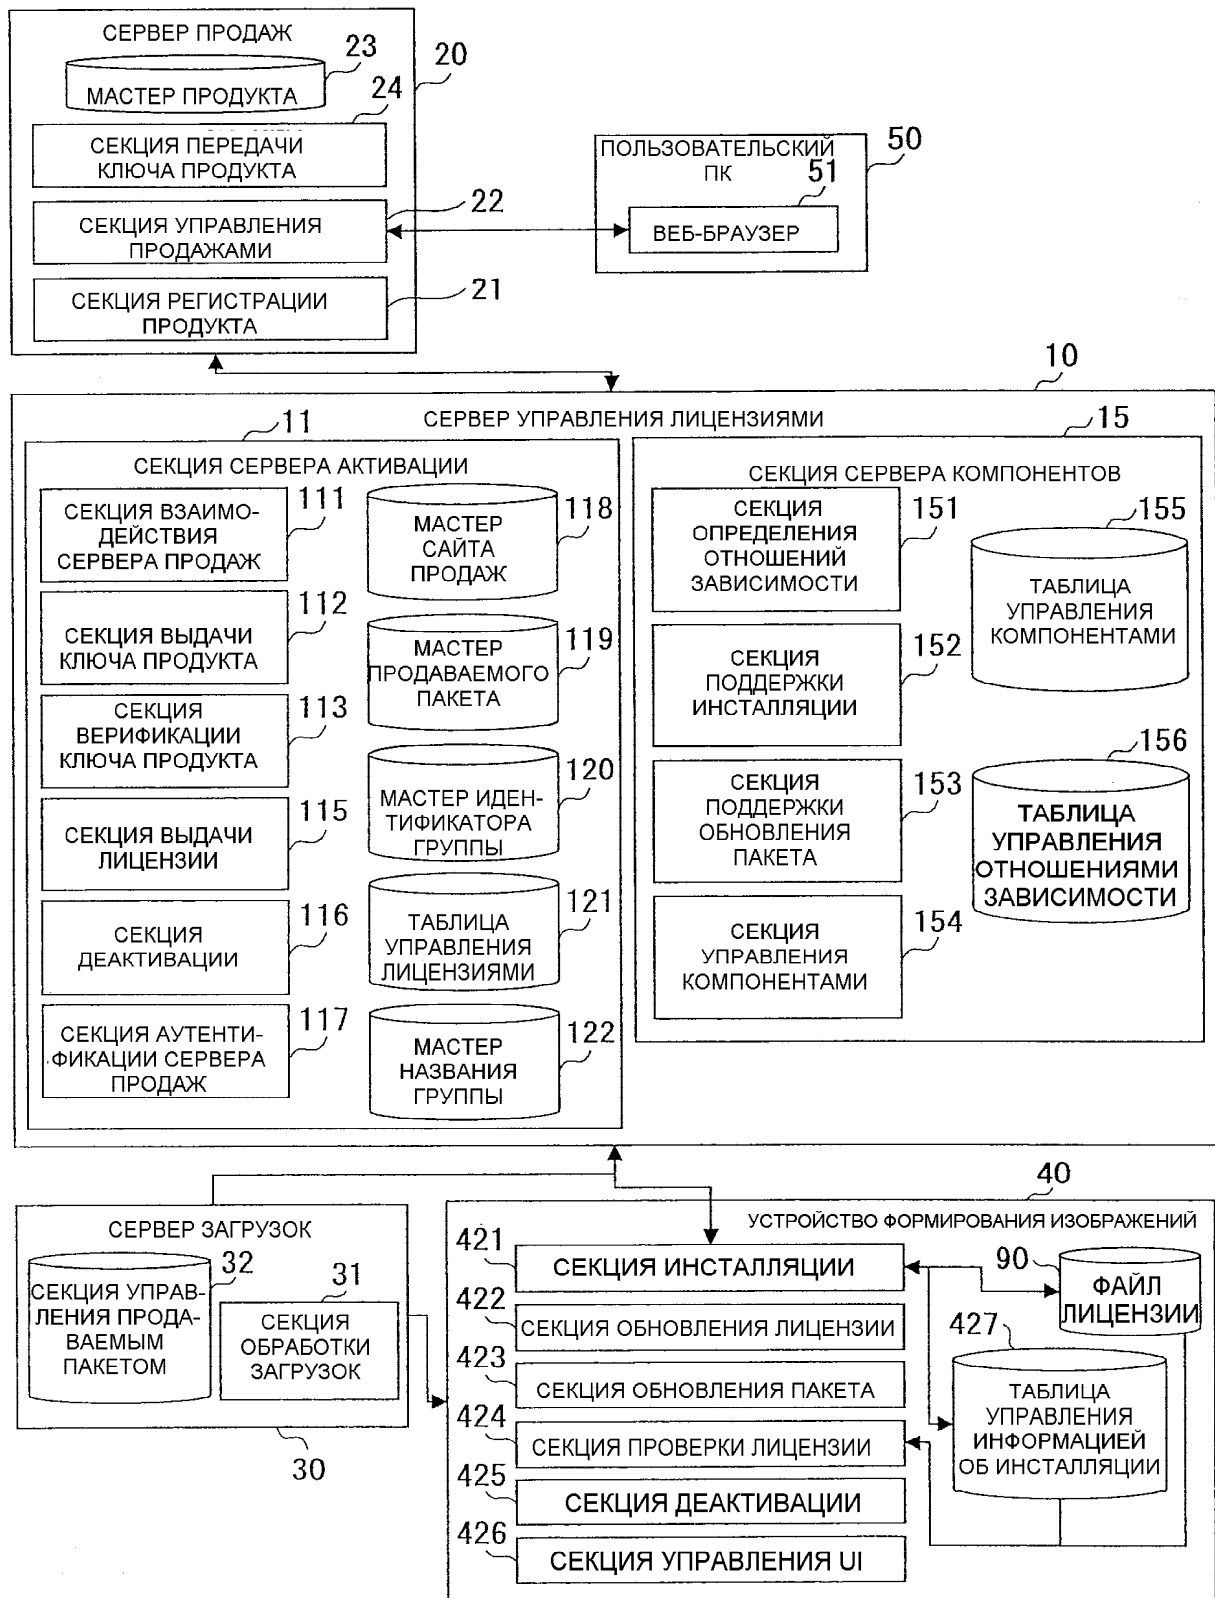 СЕРВЕР ПРОДАЖ
20
23
МАСТЕР ПРОДУКТА
24
СЕКЦИЯ ПЕРЕДАЧИ
КЛЮЧА ПРОДУКТА
22
СЕКЦИЯ УПРАВЛЕНИЯ
ПРОДАЖАМИ
21
СЕКЦИЯ РЕГИСТРАЦИИ
ПРОДУКТА
50
ПОЛЬЗОВАТЕЛЬСКИЙ
ПК
51
ВЕБ-БРАУЗЕР
10
СЕРВЕР УПРАВЛЕНИЯ ЛИЦЕНЗИЯМИ
11
СЕКЦИЯ СЕРВЕРА АКТИВАЦИИ
111
СЕКЦИЯ ВЗАИМО-
ДЕЙСТВИЯ
СЕРВЕРА ПРОДАЖ
112
СЕКЦИЯ ВЫДАЧИ
КЛЮЧА ПРОДУКТА
113
СЕКЦИЯ
ВЕРИФИКАЦИИ
КЛЮЧА ПРОДУКТА
115
СЕКЦИЯ ВЫДАЧИ
ЛИЦЕНЗИИ
116
СЕКЦИЯ
ДЕАКТИВАЦИИ
117
СЕКЦИЯ АУТЕНТИ-
ФИКАЦИИ СЕРВЕРА
ПРОДАЖ
118
МАСТЕР
САЙТА
ПРОДАЖ
119
МАСТЕР
ПРОДАВАЕМОГО
ПАКЕТА
120
МАСТЕР ИДЕН-
ТИФИКАТОРА
ГРУППЫ
121
ТАБЛИЦА
УПРАВЛЕНИЯ
ЛИЦЕНЗИЯМИ
122
МАСТЕР
НАЗВАНИЯ
ГРУППЫ
15
СЕКЦИЯ СЕРВЕРА КОМПОНЕНТОВ
151
СЕКЦИЯ
ОПРЕДЕЛЕНИЯ
ОТНОШЕНИЙ
ЗАВИСИМОСТИ
152
СЕКЦИЯ
ПОДДЕРЖКИ
ИНСТАЛЛЯЦИИ
153
СЕКЦИЯ
ПОДДЕРЖКИ
ОБНОВЛЕНИЯ
ПАКЕТА
154
СЕКЦИЯ
УПРАВЛЕНИЯ
КОМПОНЕНТАМИ
155
ТАБЛИЦА
УПРАВЛЕНИЯ
КОМПОНЕНТАМИ
156
ТАБЛИЦА
УПРАВЛЕНИЯ
ОТНОШЕНИЯМИ
ЗАВИСИМОСТИ
СЕРВЕР ЗАГРУЗОК
32
СЕКЦИЯ УПРАВ-
ЛЕНИЯ ПРОДА-
ВАЕМЫМ
ПАКЕТОМ
31
СЕКЦИЯ
ОБРАБОТКИ
ЗАГРУЗОК
30
40
УСТРОЙСТВО ФОРМИРОВАНИЯ ИЗОБРАЖЕНИЙ
421
СЕКЦИЯ ИНСТАЛЛЯЦИИ
422
СЕКЦИЯ ОБНОВЛЕНИЯ ЛИЦЕНЗИИ
423
СЕКЦИЯ ОБНОВЛЕНИЯ ПАКЕТА
424
СЕКЦИЯ ПРОВЕРКИ ЛИЦЕНЗИИ
425
СЕКЦИЯ ДЕАКТИВАЦИИ
426
СЕКЦИЯ УПРАВЛЕНИЯ UI
90
ФАЙЛ
ЛИЦЕНЗИИ
427
ТАБЛИЦА
УПРАВЛЕНИЯ
ИНФОРМАЦИЕЙ
ОБ ИНСТАЛЛЯЦИИ